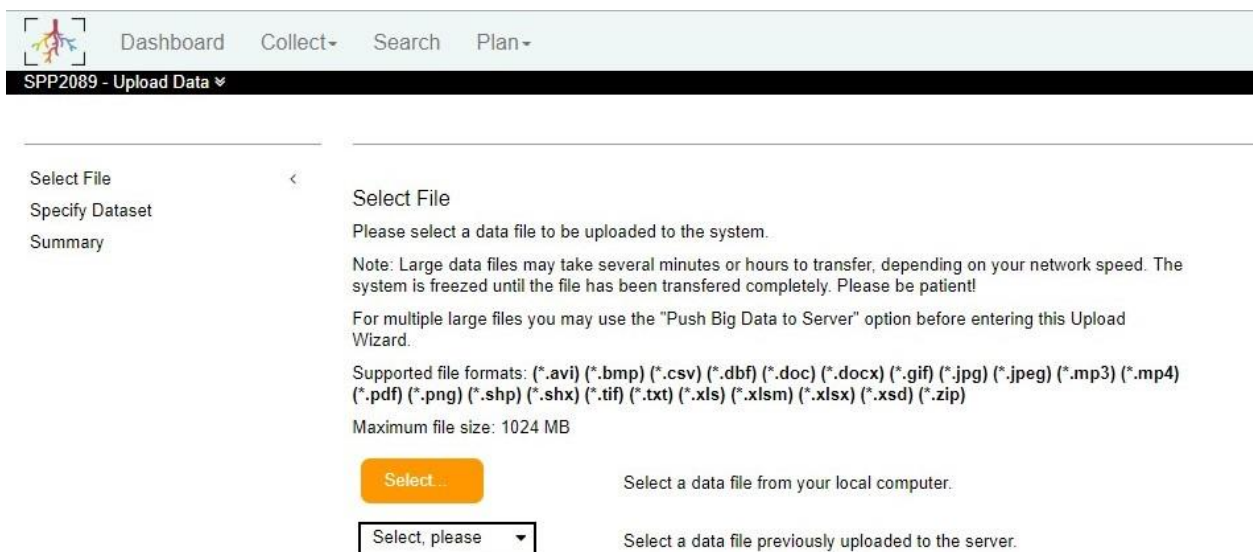 Dashboard Collect Search Plan
SPP2089 - Upload Data
Select File <
Specify Dataset
Summary
Select File
Please select a data file to be uploaded to the system.
Note: Large data files may take several minutes or hours to transfer, depending on your network speed. The
system is freezed until the file has been transfered completely. Please be patient!
For multiple large files you may use the "Push Big Data to Server" option before entering this Upload
Wizard.
Supported file formats: (*.avi) (*.bmp) (*.csv) (*.dbf) (*.doc) (*.docx) (*.gif) (*.jpg) (*.jpeg) (*.mp3) (*.mp4)
(*.pdf) (*.png) (*.shp) (*.shx) (*.tif) (*.txt) (*.xls) (*.xlsm) (*.xlsx) (*.xsd) (*.zip)
Maximum file size: 1024 MB
Select... Select a data file from your local computer.
Select, please Select a data file previously uploaded to the server.